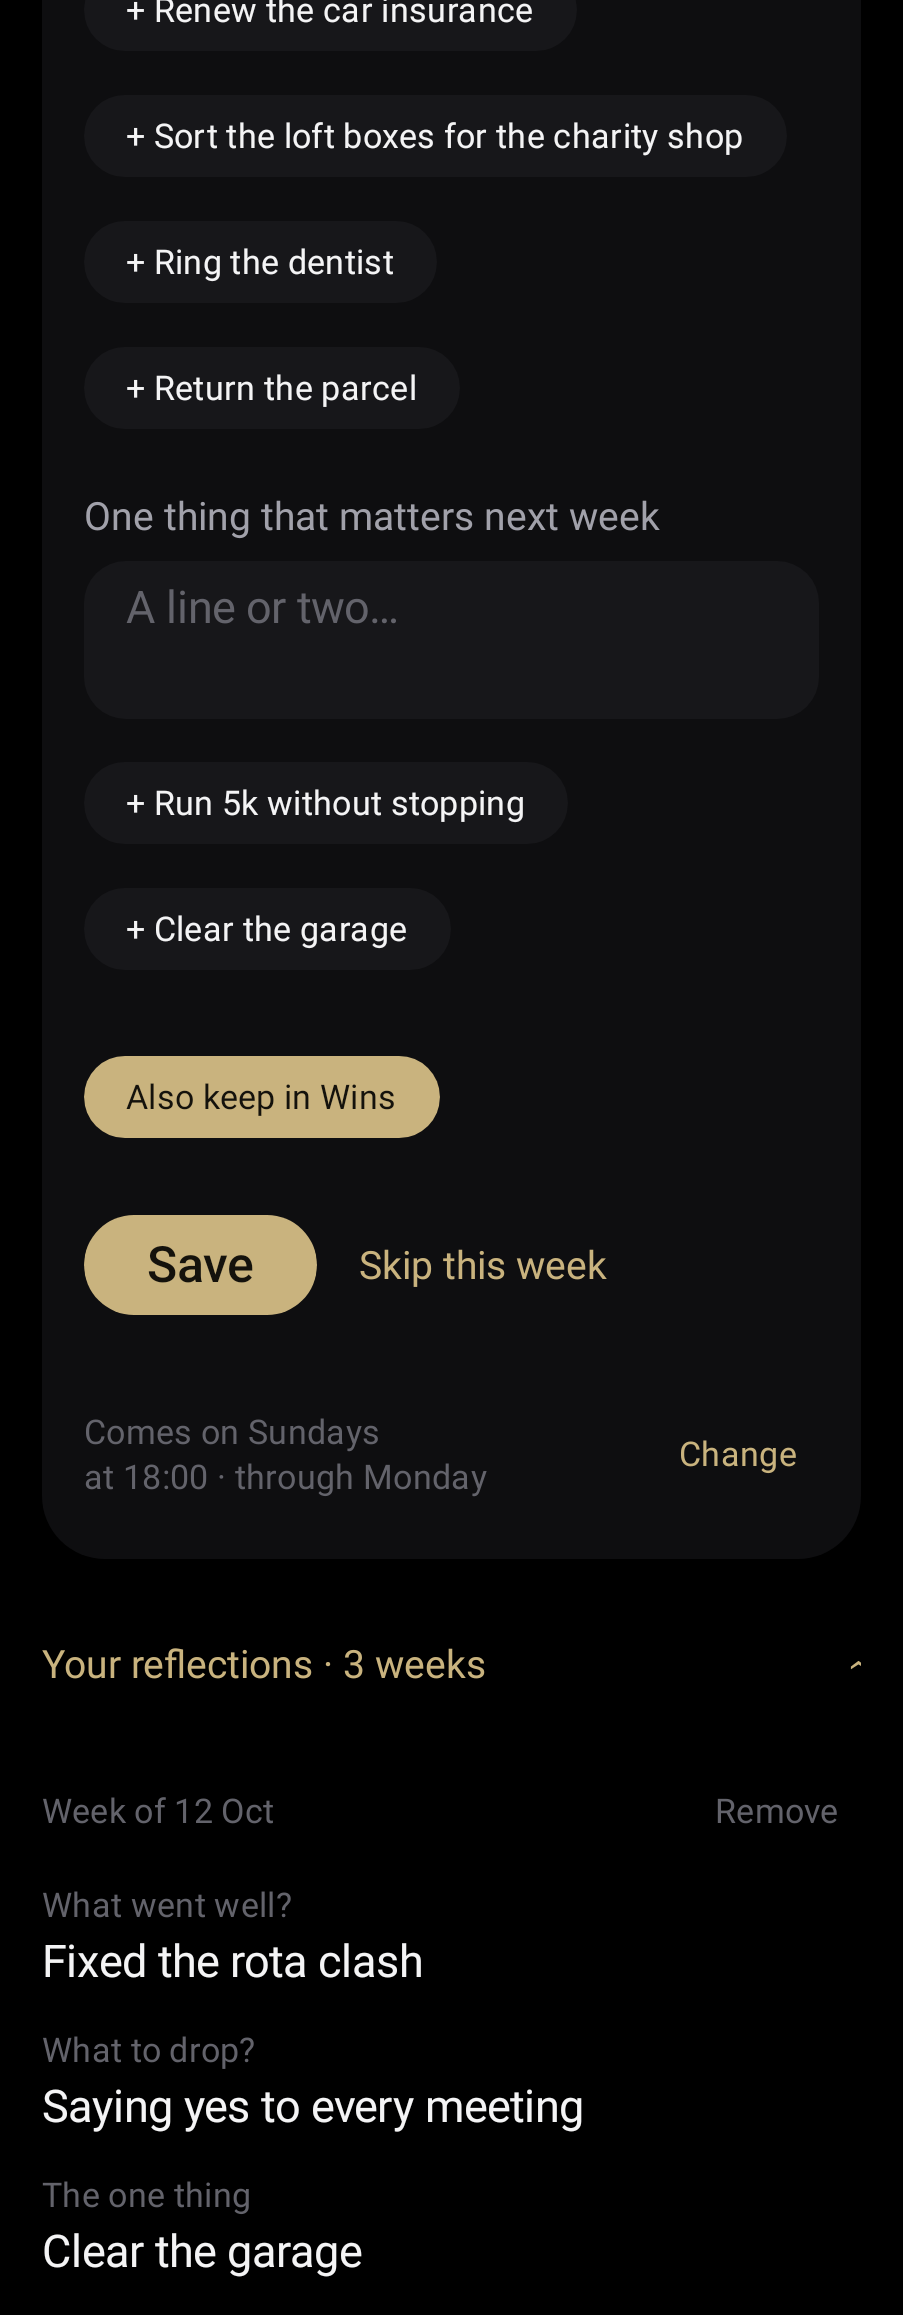 + Renew the car insurance
+ Sort the loft boxes for the charity shop
+ Ring the dentist
+ Return the parcel
One thing that matters next week
A line or two…
+ Run 5k without stopping
+ Clear the garage
Also keep in Wins
Save
Skip this week
Comes on Sundays
at 18:00 · through Monday
Change
Your reflections · 3 weeks
Week of 12 Oct
Remove
What went well?
Fixed the rota clash
What to drop?
Saying yes to every meeting
The one thing
Clear the garage